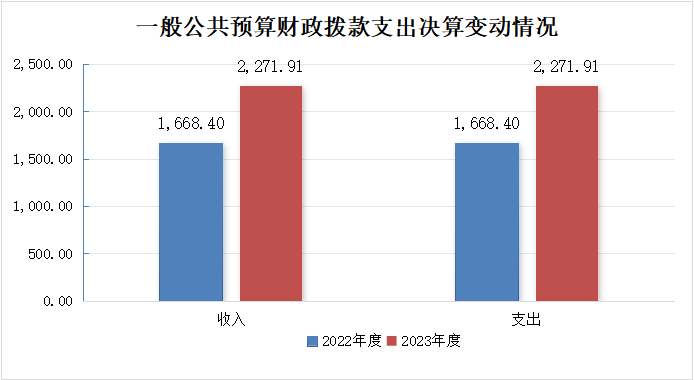 一般公共预算财政拨款支出决算变动情况
2,500.00
2,000.00
1,500.00
1,000.00
500.00
0.00
1,668.40
2,271.91
1,668.40
2,271.91
收入
支出
2022年度
2023年度